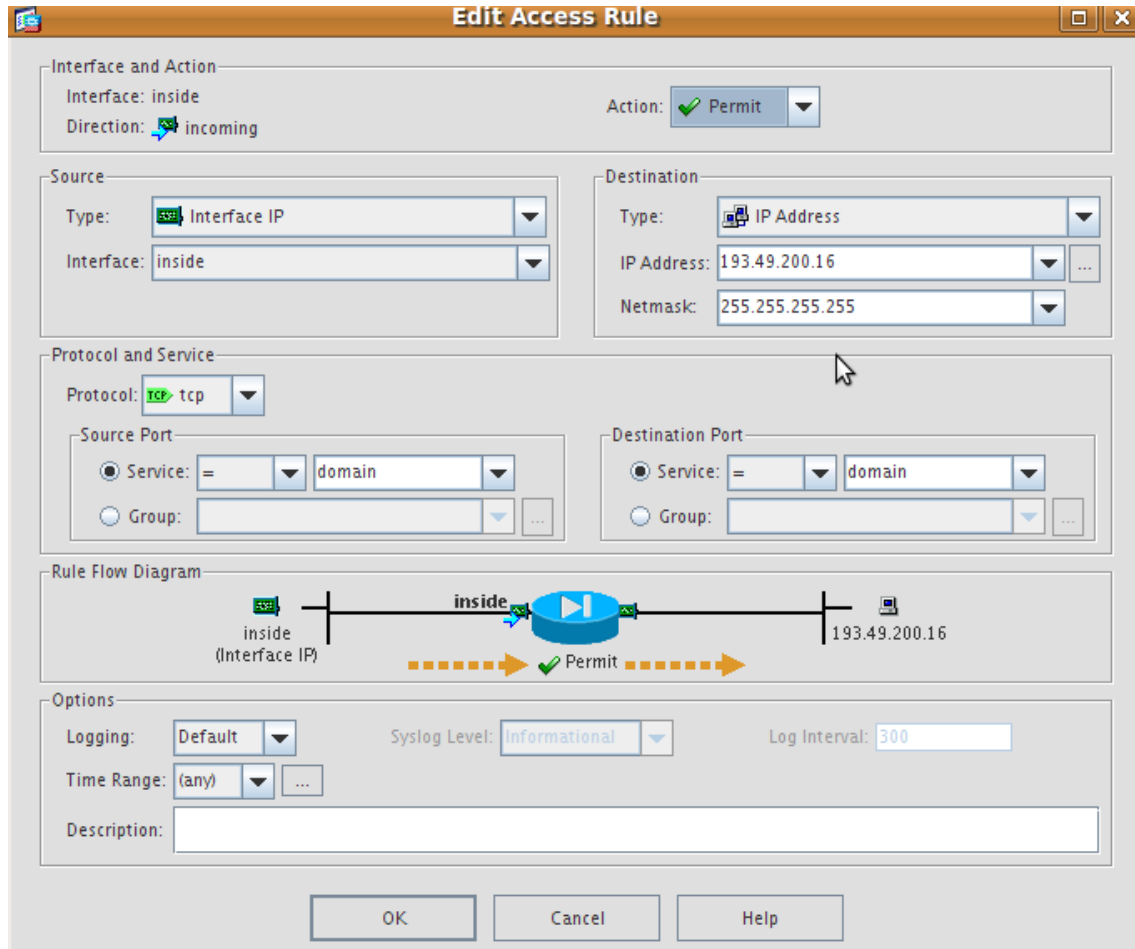 Edit Access Rule
Interface and Action
Interface: inside
Action: Permit
Direction: incoming
Source
Type: Interface IP
Interface: inside
Destination
Type: IP Address
IP Address: 193.49.200.16 ...
Netmask: 255.255.255.255
Protocol and Service
Protocol: TCP tcp
Source Port
Service: = domain
Group: ...
Destination Port
Service: = domain
Group: ...
Rule Flow Diagram
inside
inside
(Interface IP)
193.49.200.16
Permit
Options
Logging: Default Syslog Level: Informational Log Interval: 300
Time Range: (any) ...
Description:
OK Cancel Help